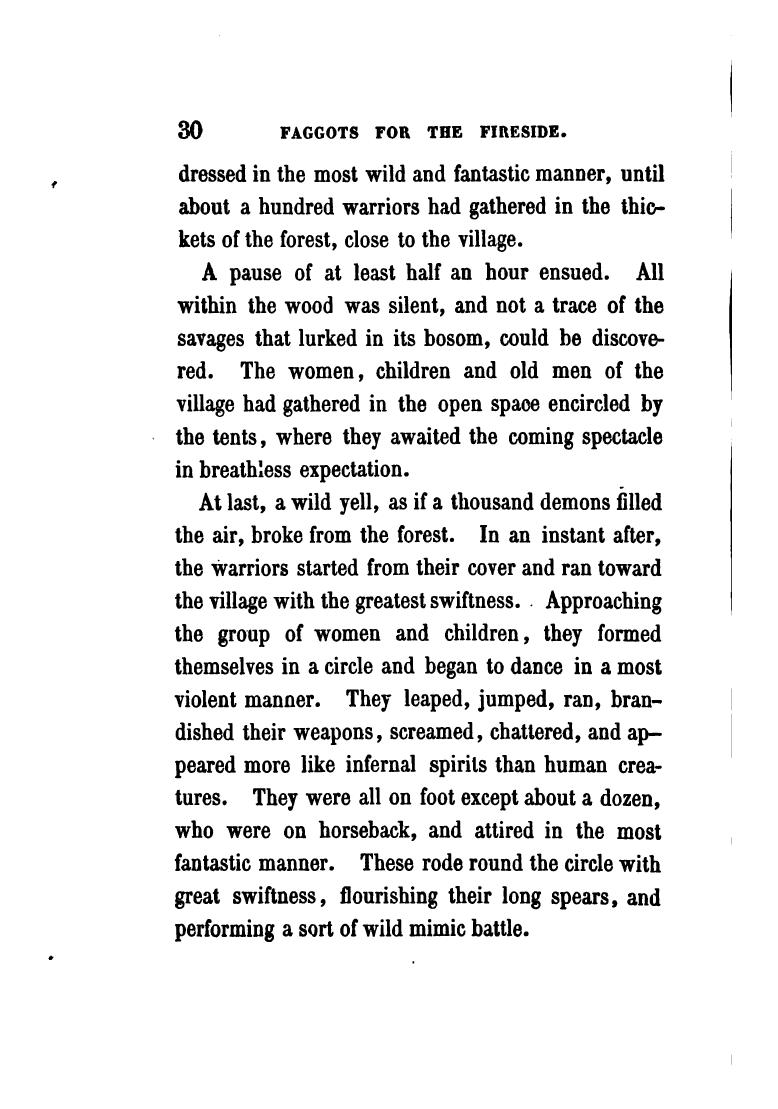 30 FAGGOTS FOR THE FIRESIDE.
dressed in the most wild and fantastic manner, until
about a hundred warriors had gathered in the thic-
kets of the forest, close to the village.
A pause of at least half an hour ensued. All
within the wood was silent, and not a trace of the
savages that lurked in its bosom, could be discove-
red. The women, children and old men of the
village had gathered in the open space encircled by
the tents, where they awaited the coming spectacle
in breathless expectation.
At last, a wild yell, as if a thousand demons filled
the air, broke from the forest. In an instant after,
the warriors started from their cover and ran toward
the village with the greatest swiftness. Approaching
the group of women and children, they formed
themselves in a circle and began to dance in a most
violent manner. They leaped, jumped, ran, bran-
dished their weapons, screamed, chattered, and ap-
peared more like infernal spirits than human crea-
tures. They were all on foot except about a dozen,
who were on horseback, and attired in the most
fantastic manner. These rode round the circle with
great swiftness, flourishing their long spears, and
performing a sort of wild mimic battle.